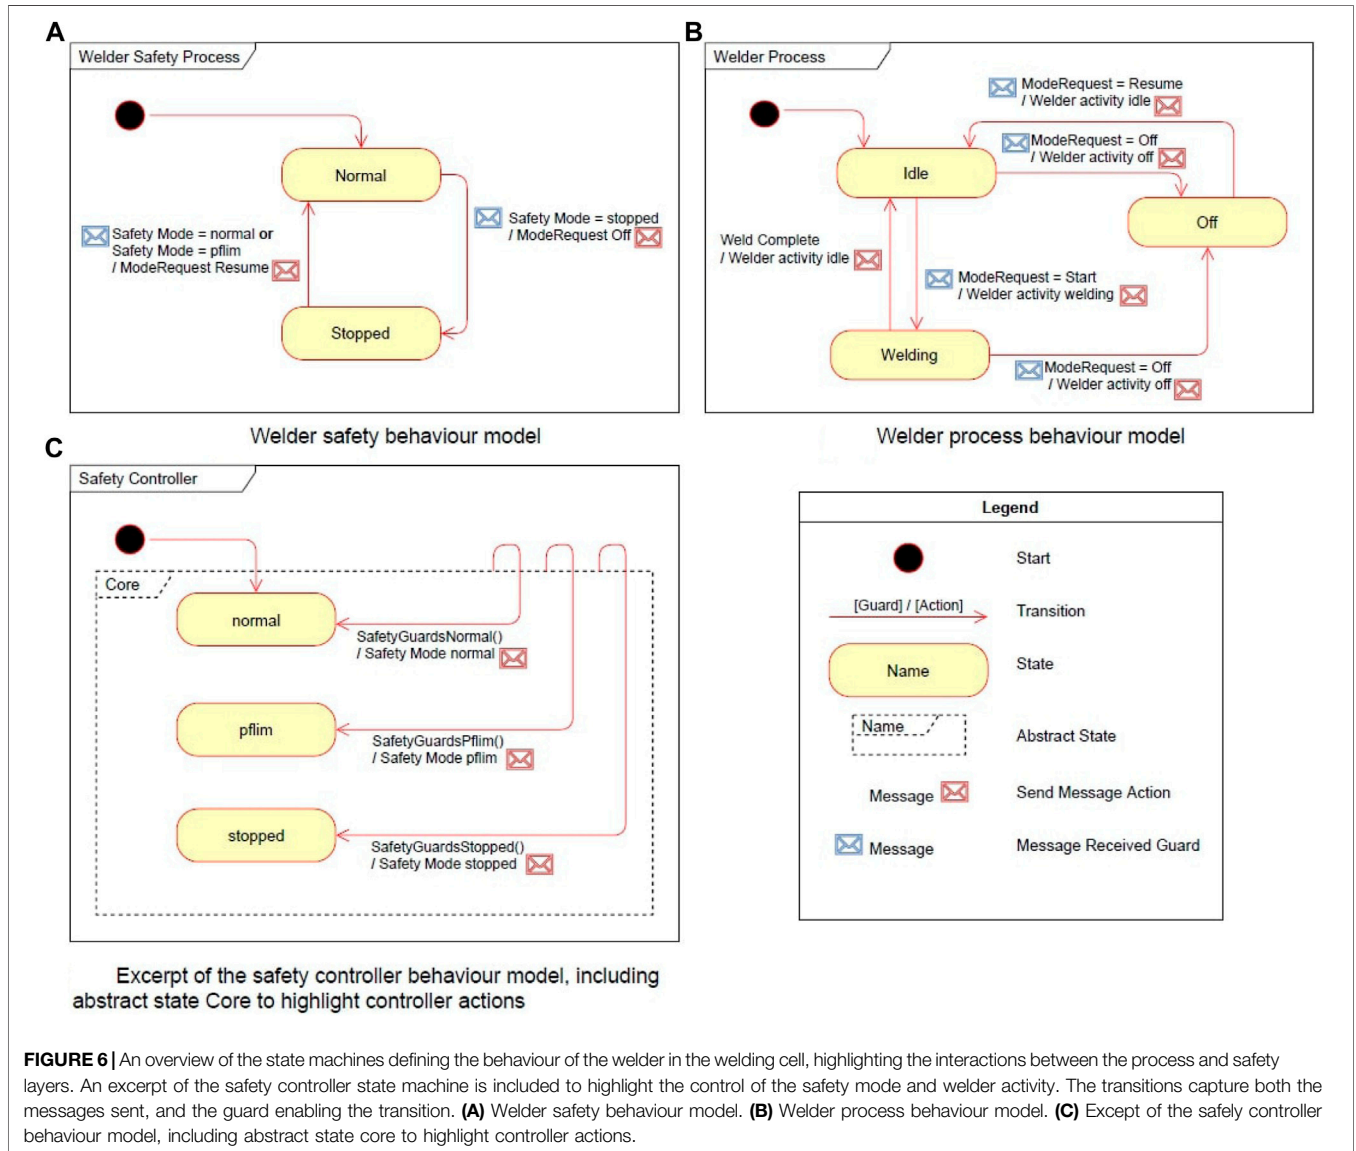 A
Welder Safety Process
Normal
Safety Mode = normal or
Safety Mode = pflim
/ ModeRequest Resume
Safety Mode = stopped
/ ModeRequest Off
Stopped
Welder safety behaviour model
B
Welder Process
ModeRequest = Resume
/ Welder activity idle
ModeRequest = Off
/ Welder activity off
Idle
Off
Weld Complete
/ Welder activity idle
ModeRequest = Start
/ Welder activity welding
Welding
ModeRequest = Off
/ Welder activity off
Welder process behaviour model
C
Safety Controller
Core
normal
SafetyGuardsNormal()
/ Safety Mode normal
pflim
SafetyGuardsPflim()
/ Safety Mode pflim
stopped
SafetyGuardsStopped()
/ Safety Mode stopped
Excerpt of the safety controller behaviour model, including
abstract state Core to highlight controller actions
Legend
Start
[Guard] / [Action]
Transition
Name
State
Name
Abstract State
Message
Send Message Action
Message
Message Received Guard
FIGURE 6 | An overview of the state machines defining the behaviour of the welder in the welding cell, highlighting the interactions between the process and safety
layers. An excerpt of the safety controller state machine is included to highlight the control of the safety mode and welder activity. The transitions capture both the
messages sent, and the guard enabling the transition. (A) Welder safety behaviour model. (B) Welder process behaviour model. (C) Except of the safely controller
behaviour model, including abstract state core to highlight controller actions.